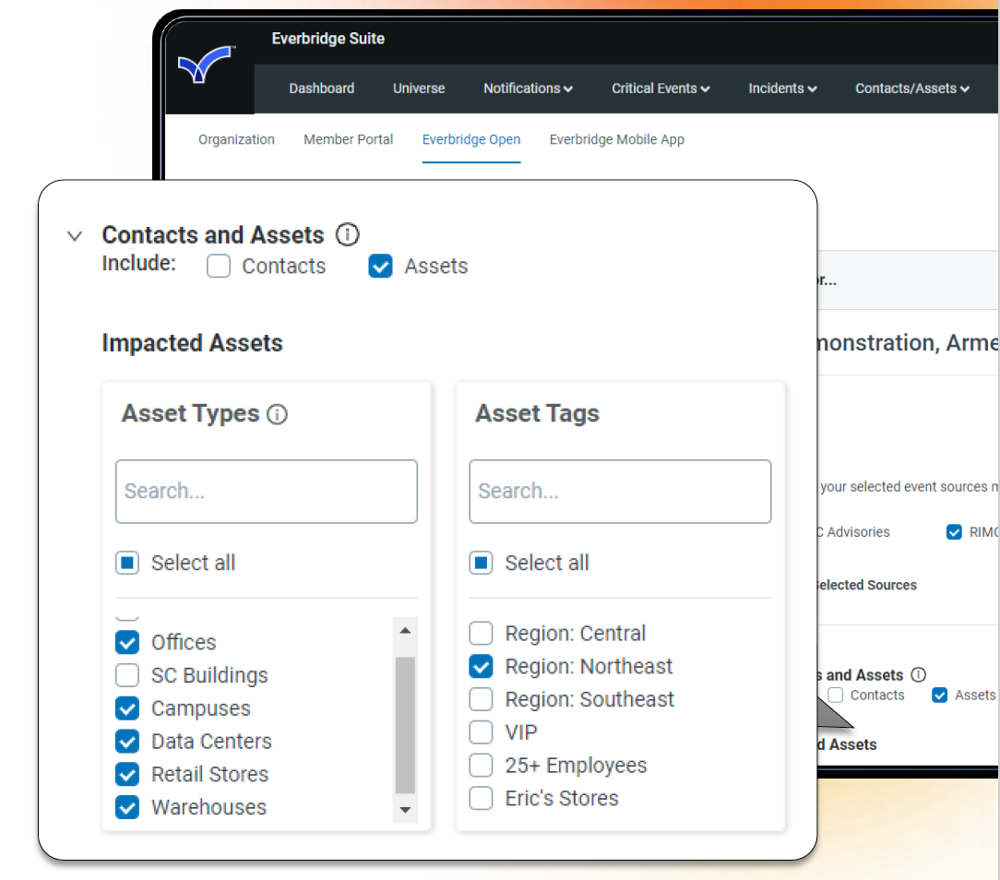 Everbridge Suite
Dashboard Universe Notifications Critical Events Incidents Contacts/Assets
Organization Member Portal Everbridge Open Everbridge Mobile App
Contacts and Assets
Include: Contacts Assets
Impacted Assets
Asset Types
Search...
Select all
Offices
SC Buildings
Campuses
Data Centers
Retail Stores
Warehouses
Asset Tags
Search...
Select all
Region: Central
Region: Northeast
Region: Southeast
VIP
25+ Employees
Eric's Stores
r...
monstration, Arme
your selected event sources m
C Advisories RIMC
Selected Sources
s and Assets
Contacts Assets
d Assets